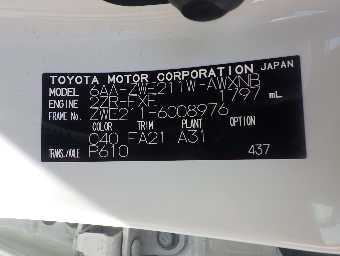 TOYOTA MOTOR CORPORATION JAPAN
MODEL 6AA-ZWE211W-AWXNB
ENGINE 2ZR-FXE 1797 mL
FRAME No. ZWE211-6008976
COLOR TRIM PLANT OPTION
C40 FA21 A31
TRANS./AXLE P610 437